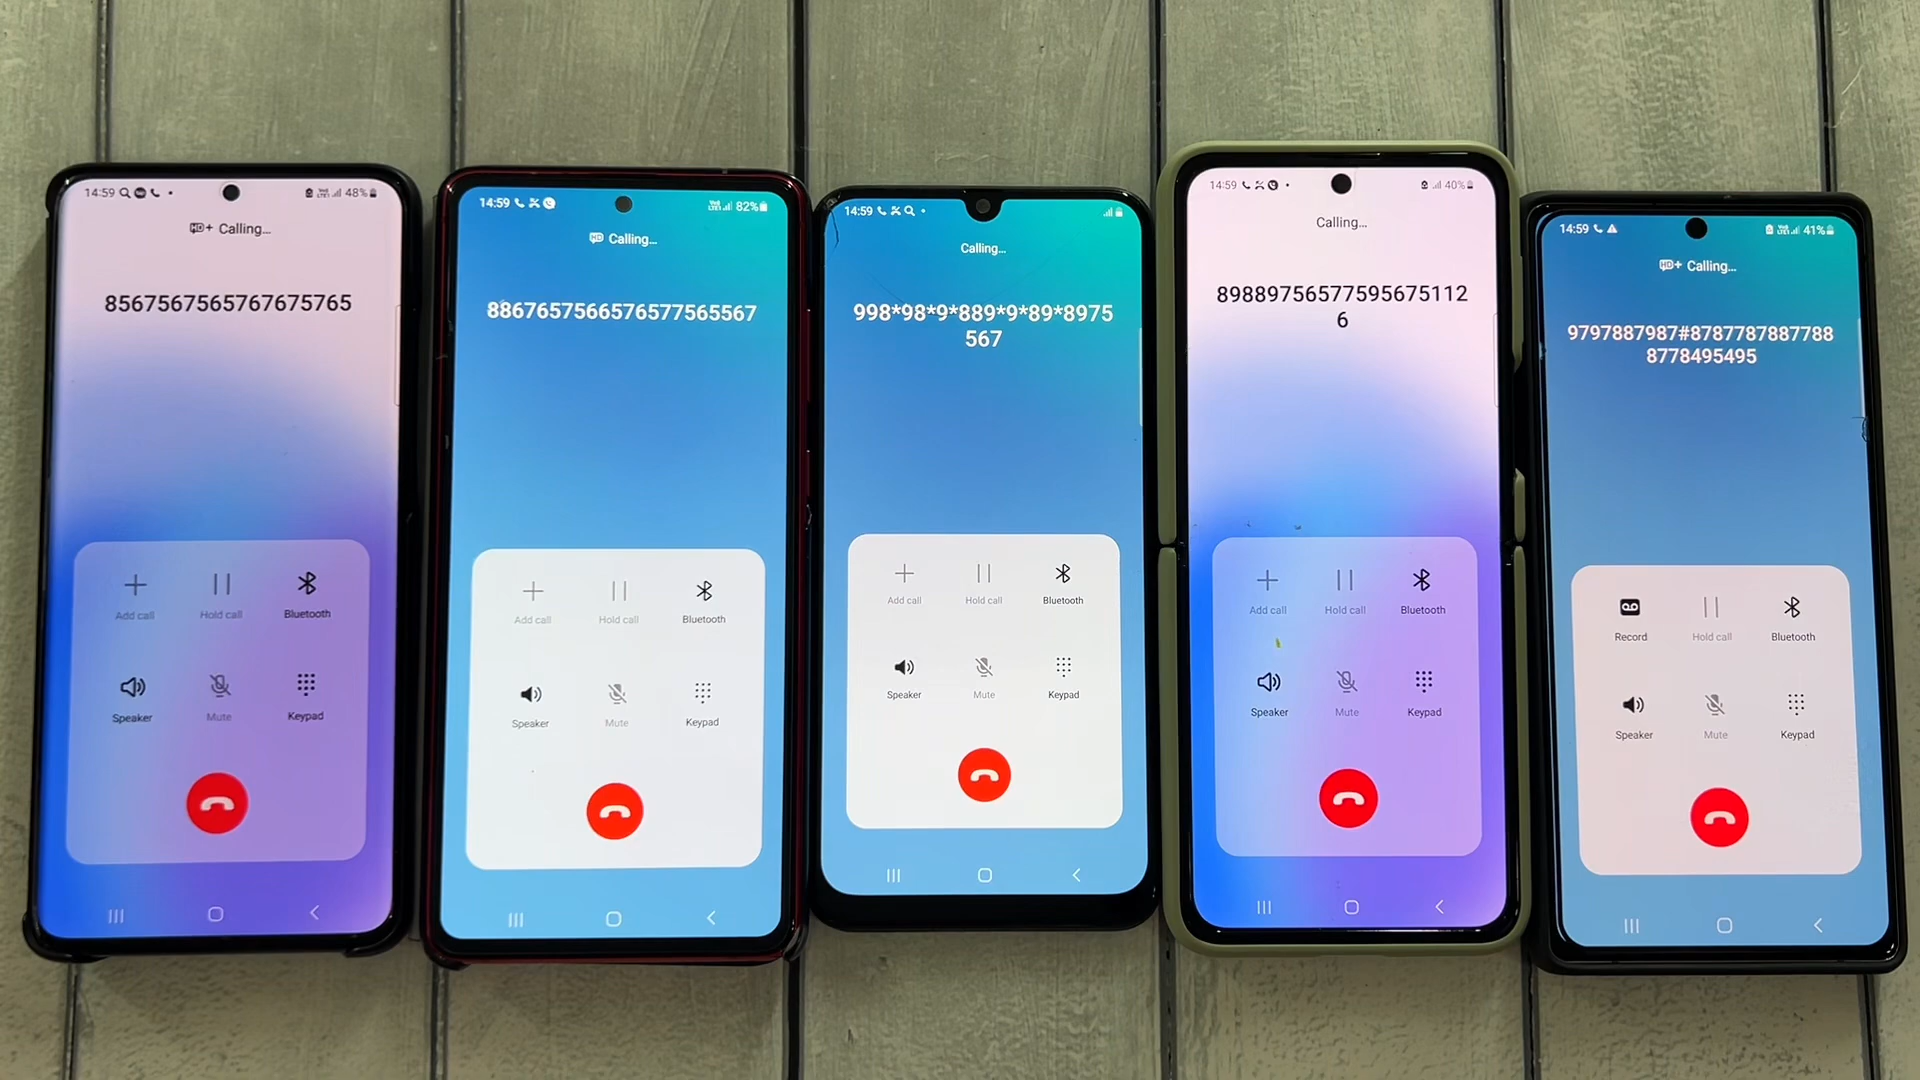 14:59 48%
HD+ Calling...
8567567565767675765
Add call Hold call Bluetooth
Speaker Mute Keypad
14:59 82%
HD Calling...
8867657566576577565567
Add call Hold call Bluetooth
Speaker Mute Keypad
14:59
Calling...
998*98*9*889*9*89*8975
567
Add call Hold call Bluetooth
Speaker Mute Keypad
14:59 40%
Calling...
89889756577595675112
6
Add call Hold call Bluetooth
Speaker Mute Keypad
14:59 41%
HD+ Calling...
9797887987#8787787887788
8778495495
Record Hold call Bluetooth
Speaker Mute Keypad